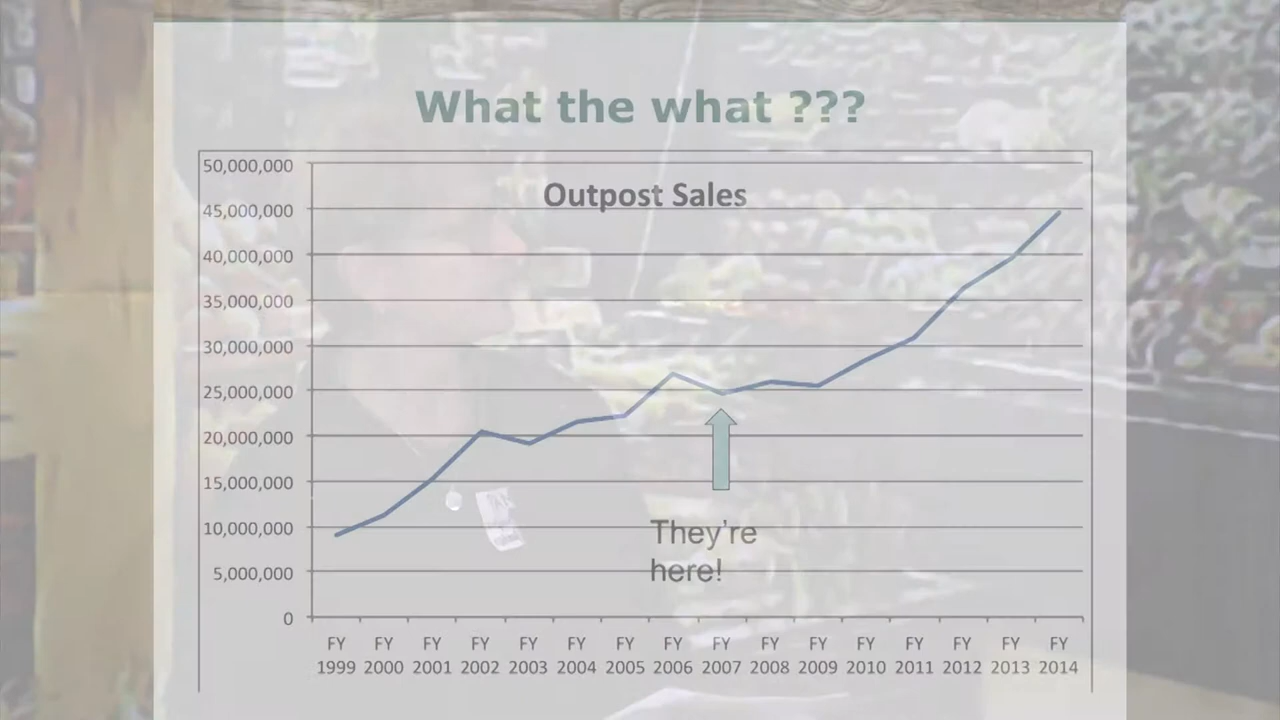 What the what ???
Outpost Sales
50,000,000
45,000,000
40,000,000
35,000,000
30,000,000
25,000,000
20,000,000
15,000,000
10,000,000
5,000,000
0
They're
here!
FY FY FY FY FY FY FY FY FY FY FY FY FY FY FY FY
1999 2000 2001 2002 2003 2004 2005 2006 2007 2008 2009 2010 2011 2012 2013 2014